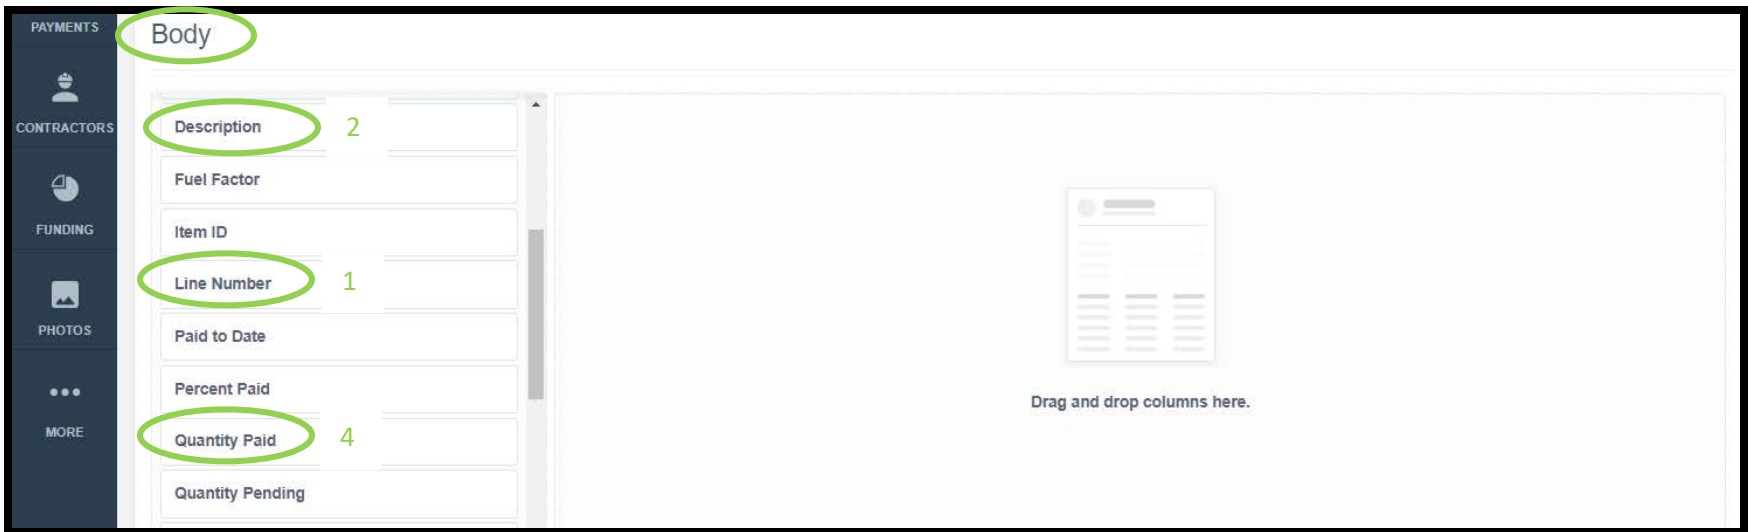 PAYMENTS
CONTRACTORS
FUNDING
PHOTOS
MORE
Body
Description 2
Fuel Factor
Item ID
Line Number 1
Paid to Date
Percent Paid
Quantity Paid 4
Quantity Pending
Drag and drop columns here.